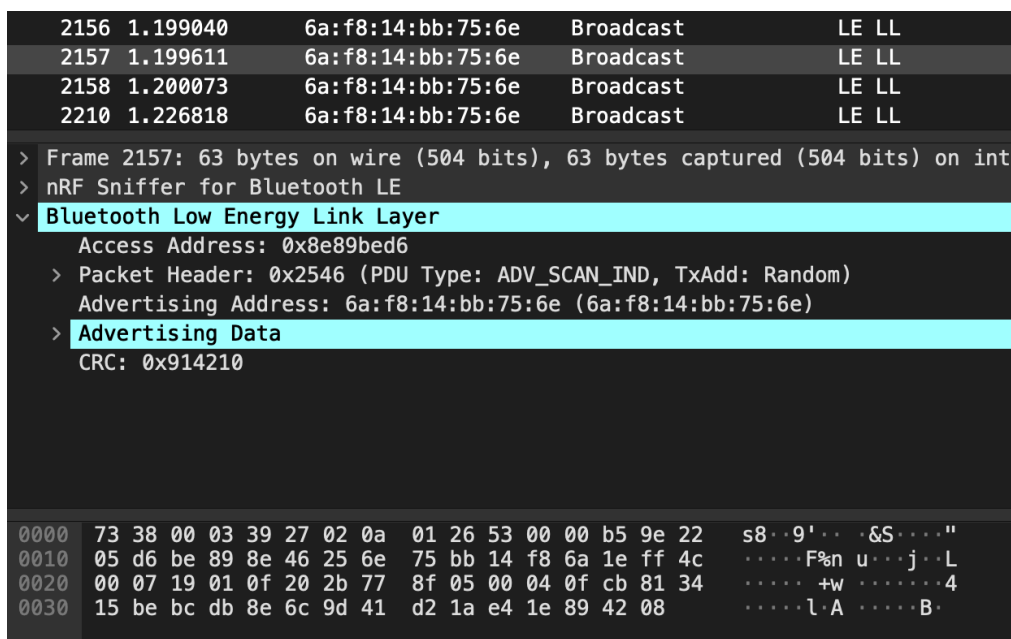 2156 1.199040 6a:f8:14:bb:75:6e Broadcast LE LL
2157 1.199611 6a:f8:14:bb:75:6e Broadcast LE LL
2158 1.200073 6a:f8:14:bb:75:6e Broadcast LE LL
2210 1.226818 6a:f8:14:bb:75:6e Broadcast LE LL
> Frame 2157: 63 bytes on wire (504 bits), 63 bytes captured (504 bits) on int
> nRF Sniffer for Bluetooth LE
Bluetooth Low Energy Link Layer
Access Address: 0x8e89bed6
> Packet Header: 0x2546 (PDU Type: ADV_SCAN_IND, TxAdd: Random)
Advertising Address: 6a:f8:14:bb:75:6e (6a:f8:14:bb:75:6e)
> Advertising Data
CRC: 0x914210
0000 73 38 00 03 39 27 02 0a 01 26 53 00 00 b5 9e 22 s8··9'·· ·&S····"
0010 05 d6 be 89 8e 46 25 6e 75 bb 14 f8 6a 1e ff 4c ·····F%n u···j··L
0020 00 07 19 01 0f 20 2b 77 8f 05 00 04 0f cb 81 34 ····· +w ·······4
0030 15 be bc db 8e 6c 9d 41 d2 1a e4 1e 89 42 08 ·····l·A ·····B·